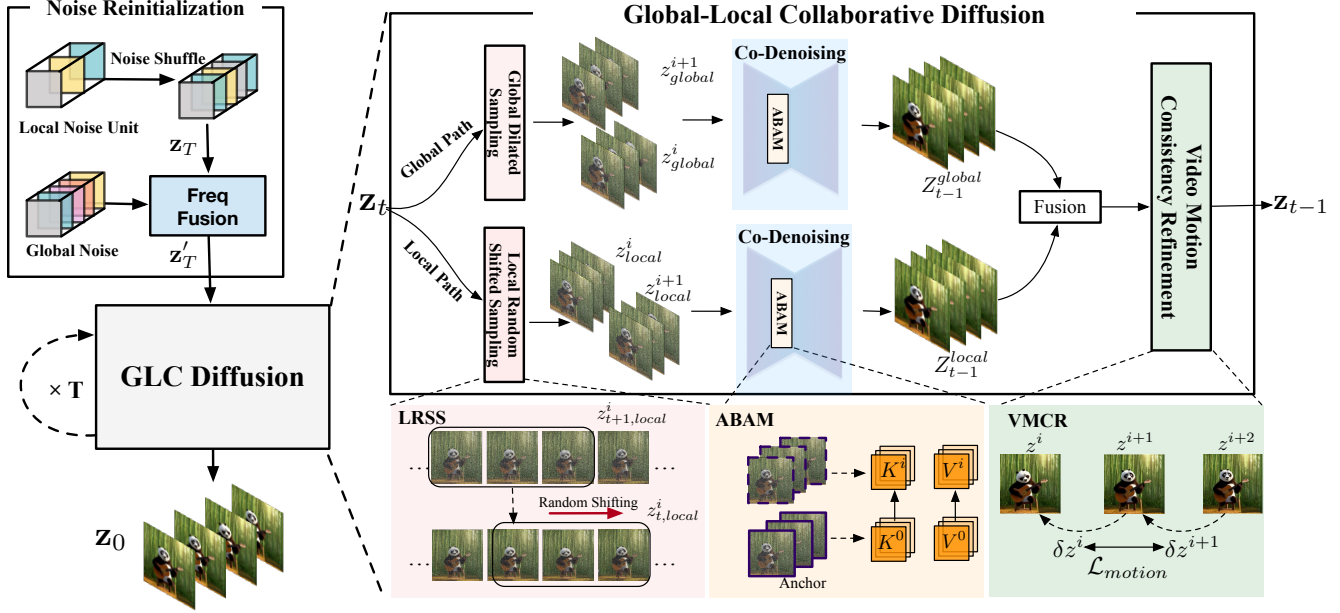 Noise Reinitialization
Noise Shuffle
Local Noise Unit
z_T
Freq
Fusion
Global Noise
z'_T
GLC Diffusion
× T
z_0
Global-Local Collaborative Diffusion
z_t
Global Path
Local Path
Global Dilated
Sampling
z^{i+1}_{global}
z^i_{global}
Co-Denoising
ABAM
Z^{global}_{t-1}
Local Random
Shifted Sampling
z^i_{local}
z^{i+1}_{local}
Co-Denoising
ABAM
Z^{local}_{t-1}
Fusion
Video Motion
Consistency Refinement
z_{t-1}
LRSS
z^i_{t+1,local}
... ...
Random Shifting
z^i_{t,local}
... ...
ABAM
K^i
V^i
K^0
V^0
Anchor
VMCR
z^i
z^{i+1}
z^{i+2}
δz^i
δz^{i+1}
ℒ_{motion}